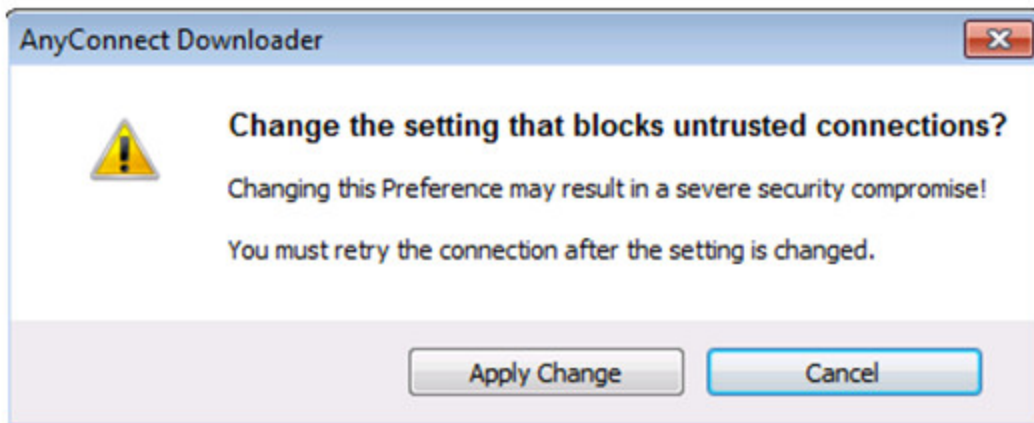 AnyConnect Downloader
Change the setting that blocks untrusted connections?
Changing this Preference may result in a severe security compromise!
You must retry the connection after the setting is changed.
Apply Change
Cancel